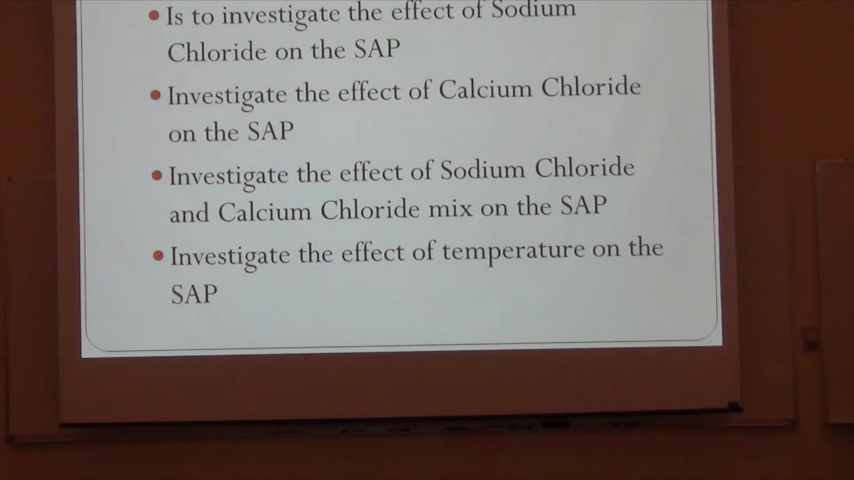 • Is to investigate the effect of Sodium
Chloride on the SAP
• Investigate the effect of Calcium Chloride
on the SAP
• Investigate the effect of Sodium Chloride
and Calcium Chloride mix on the SAP
• Investigate the effect of temperature on the
SAP